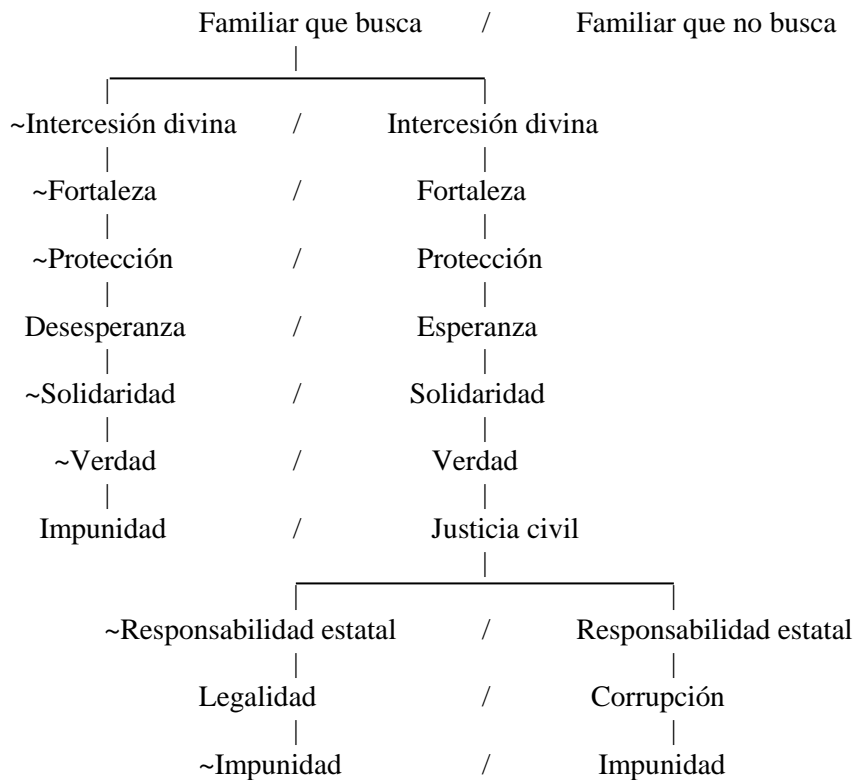 Familiar que busca / Familiar que no busca
~Intercesión divina / Intercesión divina
~Fortaleza / Fortaleza
~Protección / Protección
Desesperanza / Esperanza
~Solidaridad / Solidaridad
~Verdad / Verdad
Impunidad / Justicia civil
~Responsabilidad estatal / Responsabilidad estatal
Legalidad / Corrupción
~Impunidad / Impunidad